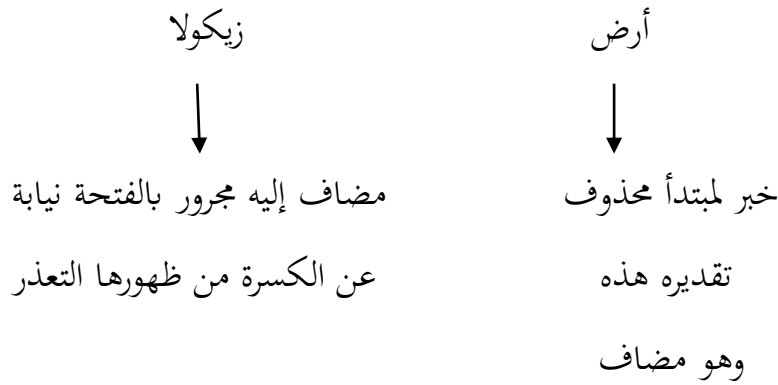 أرض زيكولا
خبر لمبتدأ محذوف مضاف إليه مجرور بالفتحة نيابة
تقديره هذه عن الكسرة من ظهورها التعذر
وهو مضاف